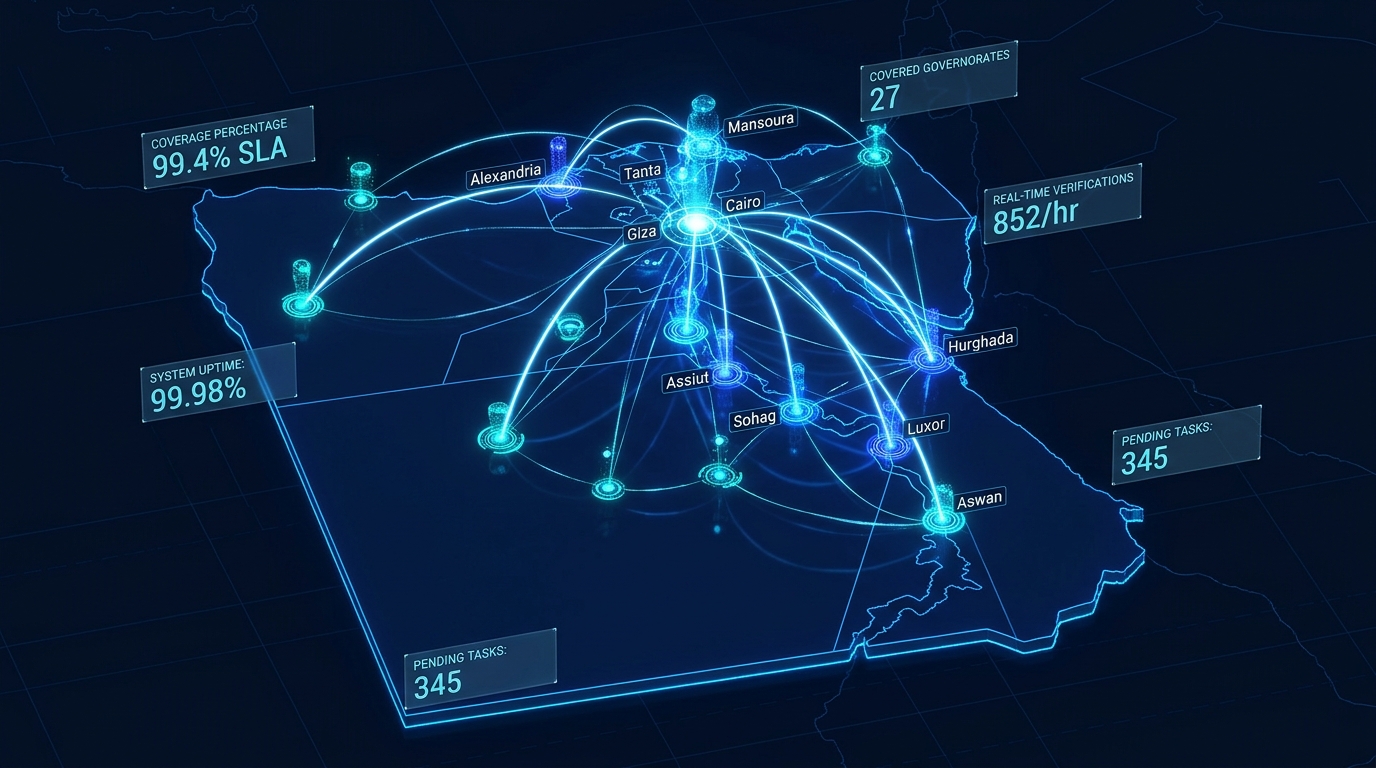 COVERED GOVERNORATES
27
COVERAGE PERCENTAGE
99.4% SLA
Mansoura
Alexandria
Tanta
REAL-TIME VERIFICATIONS
852/hr
Cairo
GIza
Hurghada
SYSTEM UPTIME:
99.98%
Assiut
Sohag
Luxor
PENDING TASKS:
345
Aswan
PENDING TASKS:
345